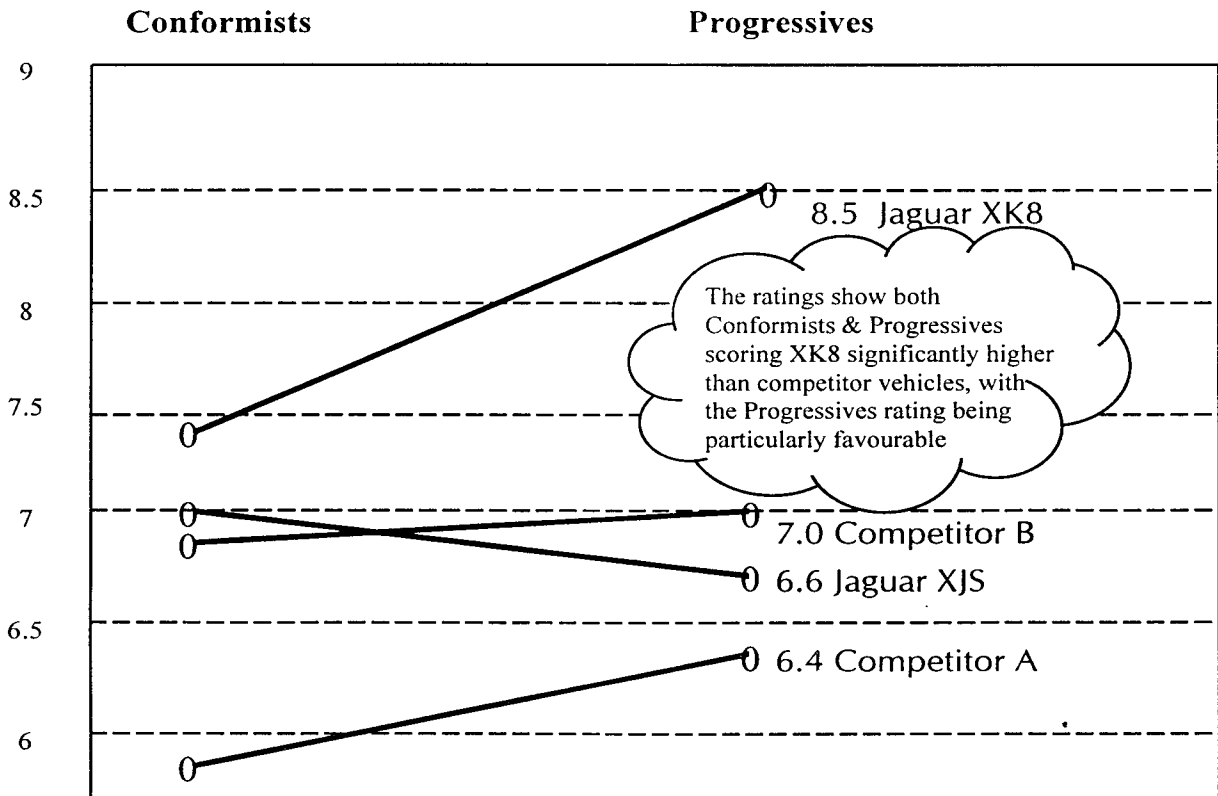 Conformists Progressives
9
8.5
8.5 Jaguar XK8
The ratings show both
Conformists & Progressives
scoring XK8 significantly higher
than competitor vehicles, with
the Progressives rating being
particularly favourable
8
7.5
7
7.0 Competitor B
6.6 Jaguar XJS
6.5
6.4 Competitor A
6